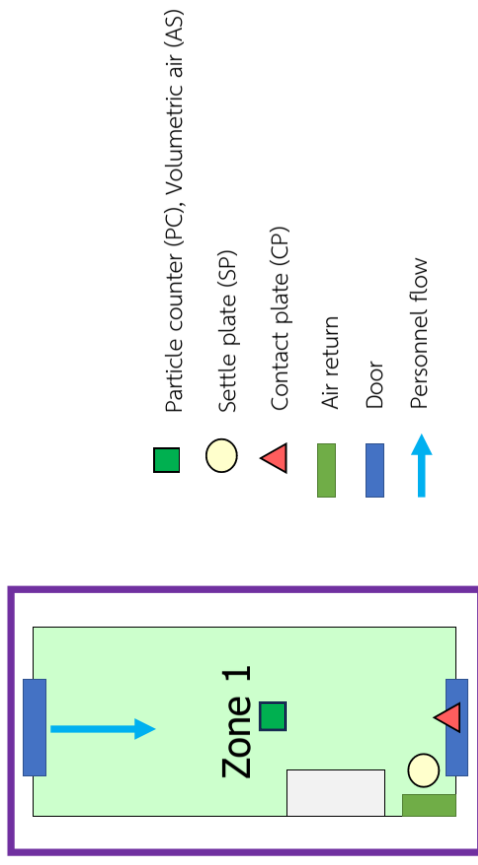 Zone 1
Particle counter (PC), Volumetric air (AS)
Settle plate (SP)
Contact plate (CP)
Air return
Door
Personnel flow